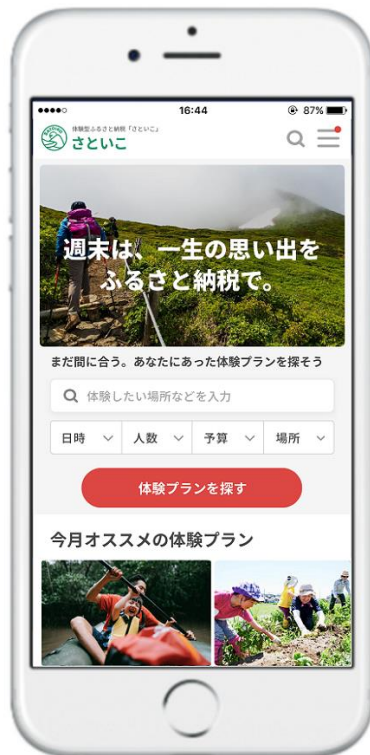 16:44
87%
体験型ふるさと納税「さといこ」
さといこ
週末は、一生の思い出を
ふるさと納税で。
まだ間に合う。あなたにあった体験プランを探そう
体験したい場所などを入力
日時 人数 予算 場所
体験プランを探す
今月オススメの体験プラン